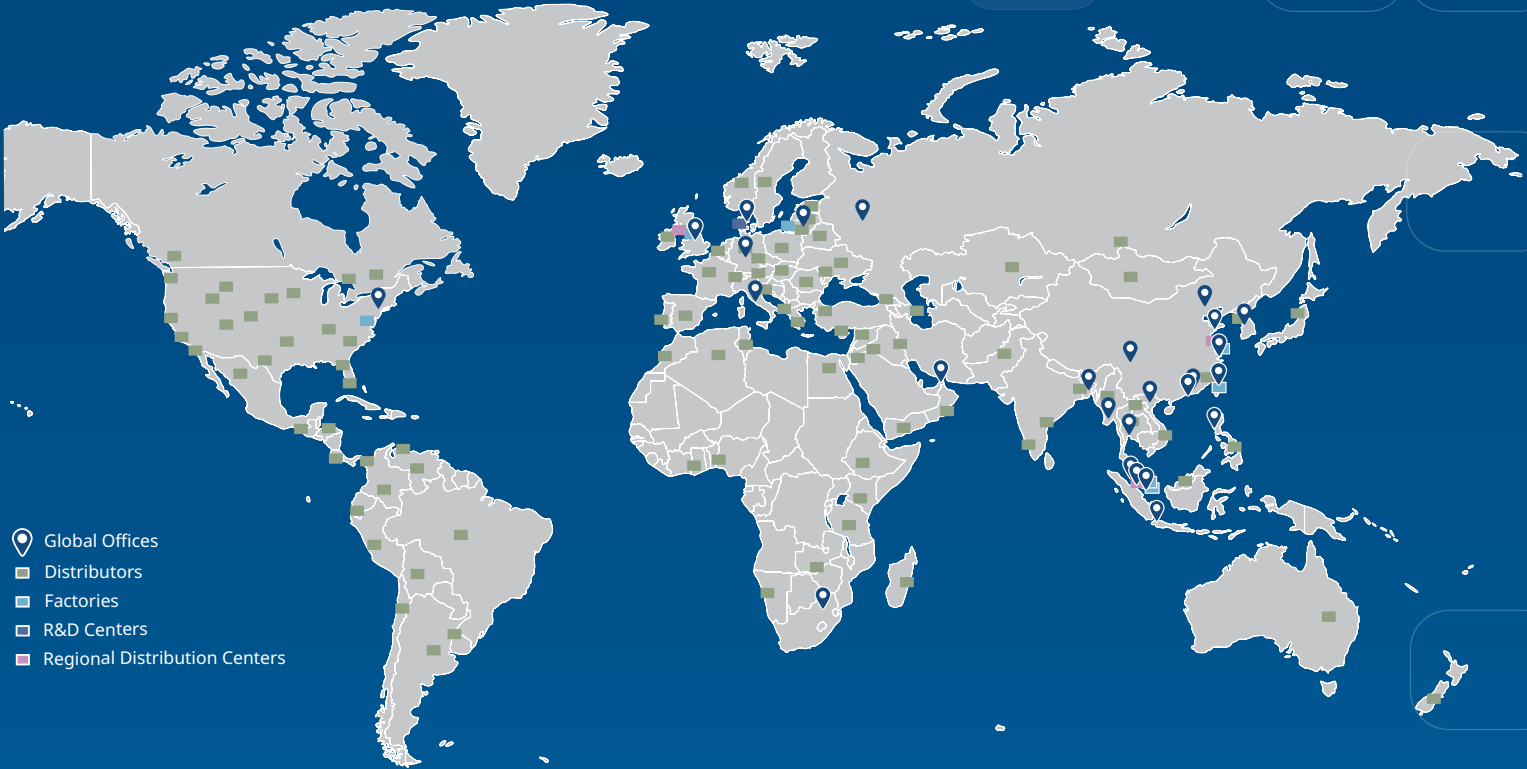 Global Offices
Distributors
Factories
R&D Centers
Regional Distribution Centers